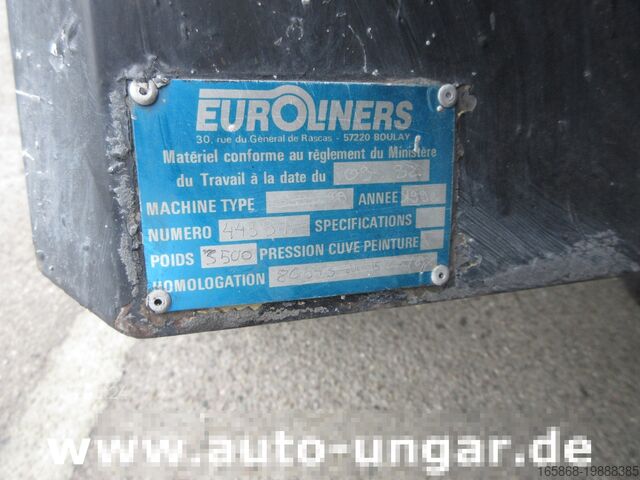 EUROLINERS
30, rue du Général de Rascas - 57220 BOULAY
Matériel conforme au règlement du Ministère
du Travail à la date du
MACHINE TYPE ANNEE
NUMERO SPECIFICATIONS
POIDS 3500 PRESSION CUVE PEINTURE
HOMOLOGATION
www.auto-ungar.de
165868-19888385